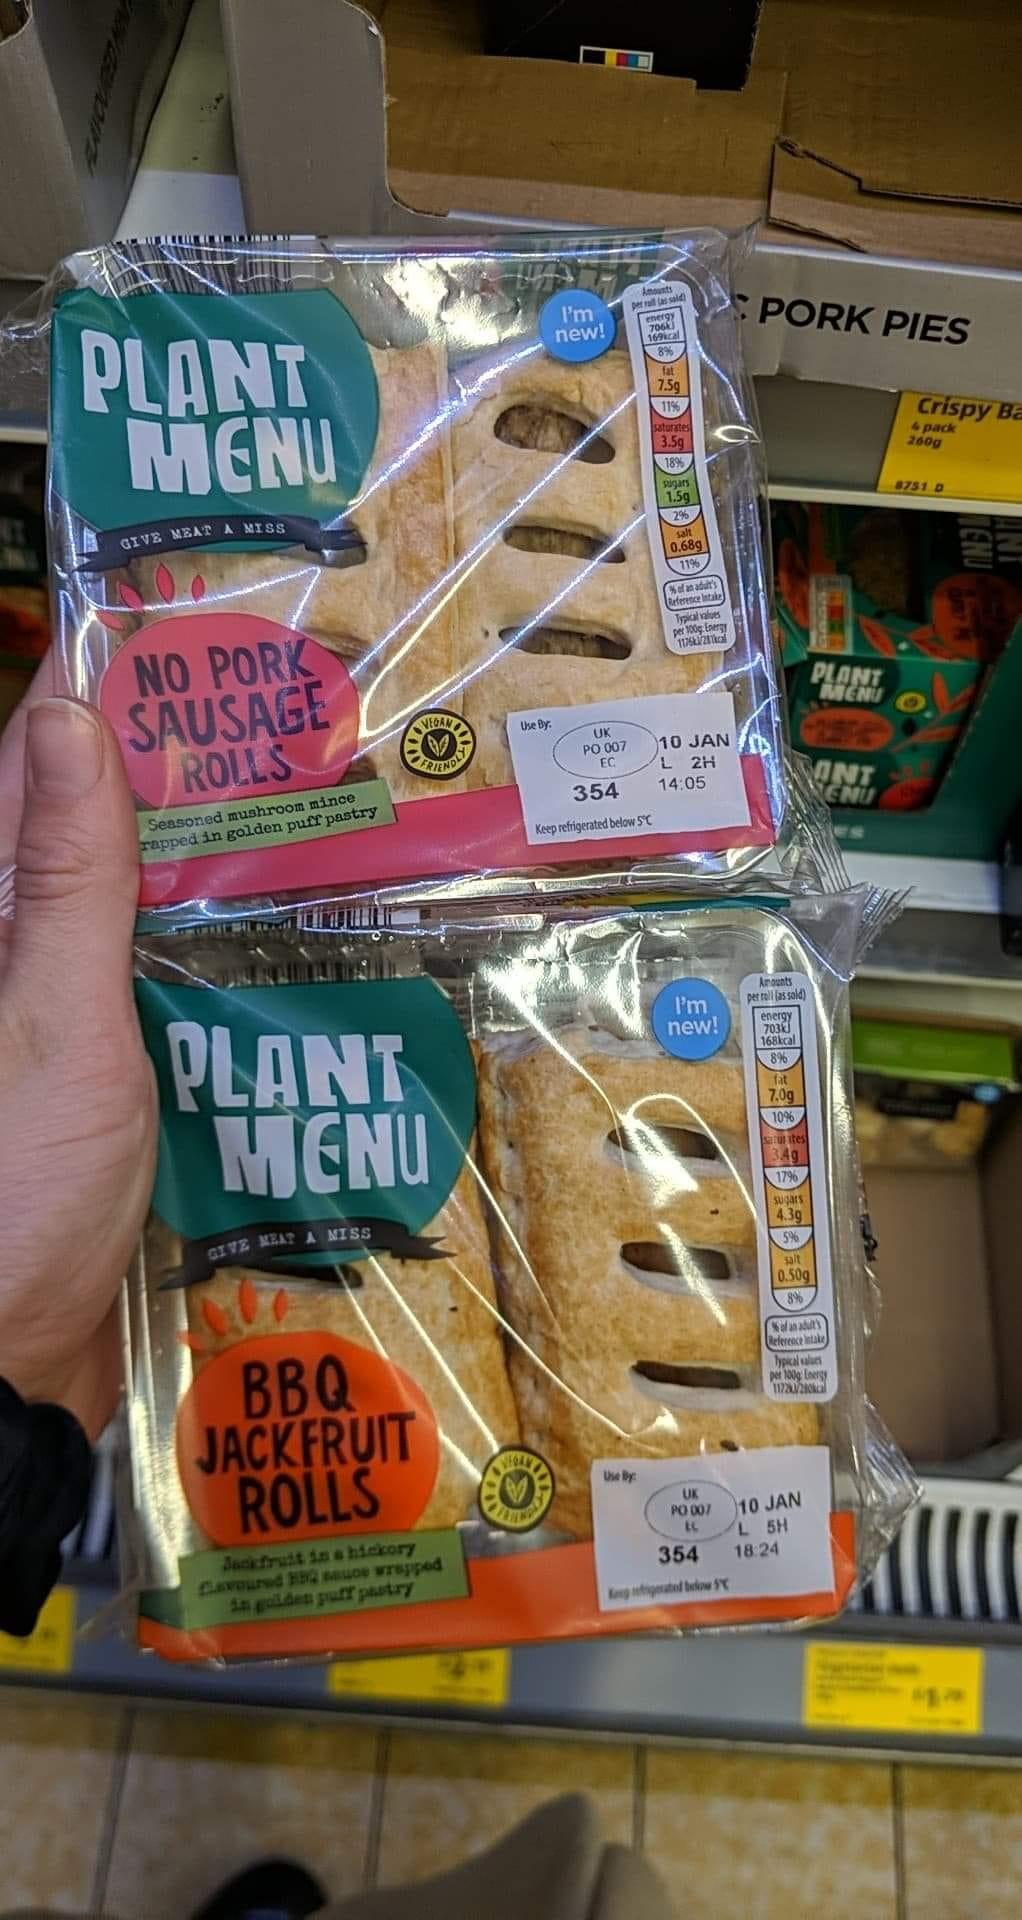 FLAVOURED
PORK PIES
Crispy Ba
4 pack
260g
8751 D
PLANT
MENU
GIVE MEAT A MISS
I'm
new!
NO PORK
SAUSAGE
ROLLS
Seasoned mushroom mince
rapped in golden puff pastry
VEGAN
FRIENDLY
Amounts
per roll (as sold)
energy
706kJ
169kcal
8%
fat
7.5g
11%
saturates
3.5g
18%
sugars
1.5g
2%
salt
0.68g
11%
% of an adult's
Reference Intake
Typical values
per 100g: Energy
1176kJ/281kcal
Use By:
UK
PO 007
EC
10 JAN
L 2H
354
14:05
Keep refrigerated below 5°C
PLANT
MENU
GIVE MEAT A MISS
I'm
new!
BBQ
JACKFRUIT
ROLLS
Jackfruit in a hickory
flavoured BBQ sauce wrapped
in golden puff pastry
VEGAN
FRIENDLY
Amounts
per roll (as sold)
energy
703kJ
168kcal
8%
fat
7.0g
10%
saturates
3.4g
17%
sugars
4.3g
5%
salt
0.50g
8%
% of an adult's
Reference Intake
Typical values
per 100g: Energy
1172kJ/280kcal
Use By:
UK
PO 007
EC
10 JAN
L 5H
354
18:24
Keep refrigerated below 5°C
PLANT
MENU